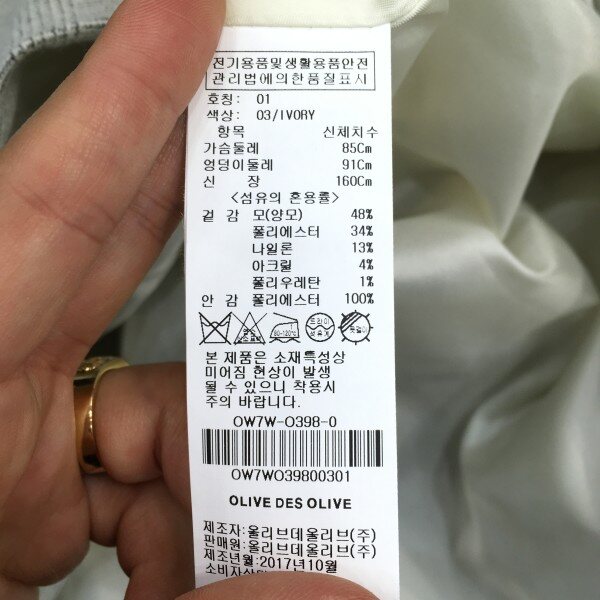 전기용품및생활용품안전
관리법에의한품질표시
호칭: 01
색상: 03/IVORY
항목 신체치수
가슴둘레 85Cm
엉덩이둘레 91Cm
신 장 160Cm
<섬유의 혼용률>
겉 감 모(양모) 48%
폴리에스터 34%
나일론 13%
아크릴 4%
폴리우레탄 1%
안 감 폴리에스터 100%
본 제품은 소재특성상
미어짐 현상이 발생
될 수 있으니 착용시
주의 바랍니다.
OW7W-O398-0
OW7WO39800301
OLIVE DES OLIVE
제조자:올리브데올리브(주)
판매원:올리브데올리브(주)
제조년월:2017년10월
소비자상